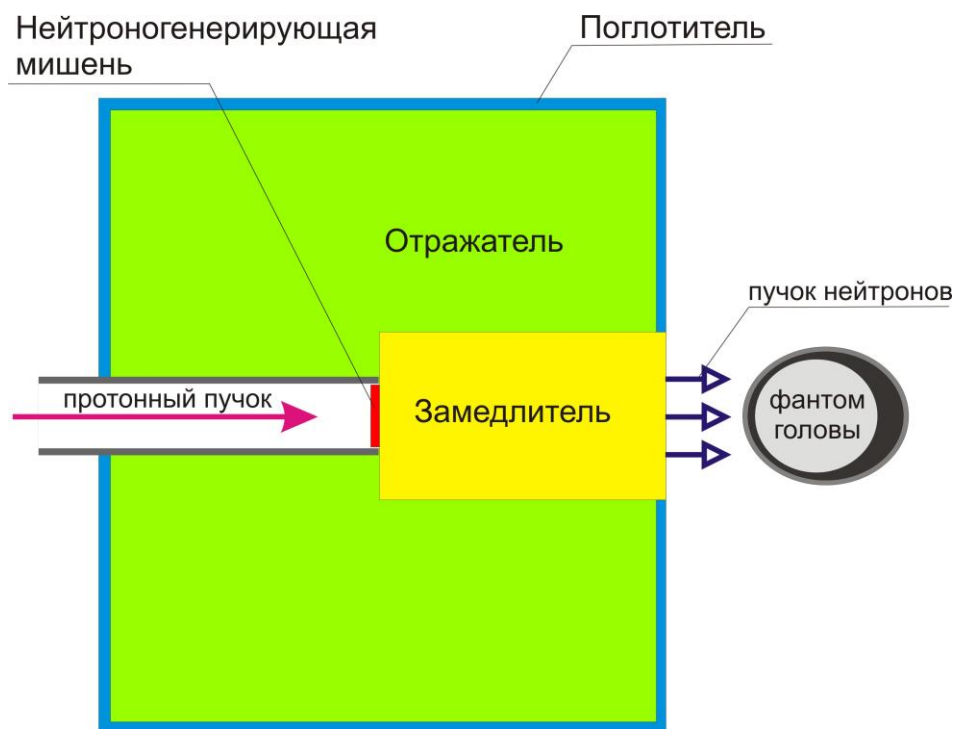 Нейтроногенерирующая
мишень
Поглотитель
Отражатель
пучок нейтронов
протонный пучок
Замедлитель
фантом
головы